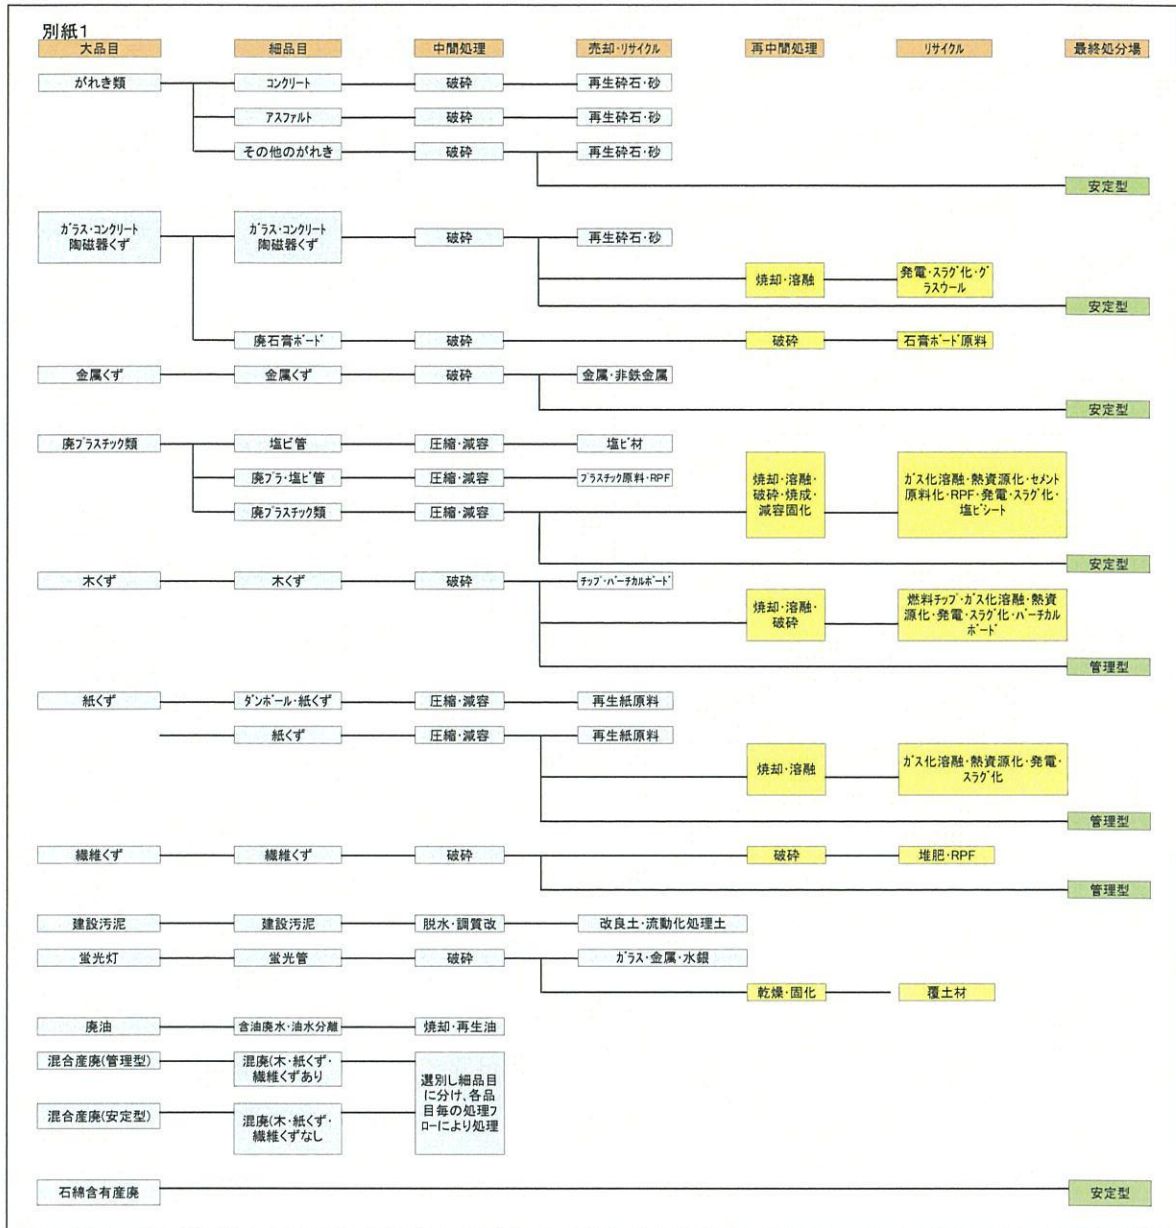 別紙1
大品目 細品目 中間処理 売却・リサイクル 再中間処理 リサイクル 最終処分場
がれき類 コンクリート 破砕 再生砕石・砂
アスファルト 破砕 再生砕石・砂
その他のがれき 破砕 再生砕石・砂
安定型
ガラス・コンクリート
陶磁器くず
ガラス・コンクリート
陶磁器くず
破砕 再生砕石・砂
焼却・溶融
発電・スラグ化・グ
ラスウール
安定型
廃石膏ボード 破砕 破砕 石膏ボード原料
金属くず 金属くず 破砕 金属・非鉄金属
安定型
廃プラスチック類 塩ビ管 圧縮・減容 塩ビ材
廃プラ・塩ビ管 圧縮・減容 プラスチック原料・RPF
廃プラスチック類 圧縮・減容
焼却・溶融・
破砕・焼成・
減容固化
ガス化溶融・熱資源化・セメント
原料化・RPF・発電・スラグ化・
塩ビシート
安定型
木くず 木くず 破砕 チップ・パーチカルボード
焼却・溶融・
破砕
燃料チップ・ガス化溶融・熱資
源化・発電・スラグ化・パーチカル
ボード
管理型
紙くず ダンボール・紙くず 圧縮・減容 再生紙原料
紙くず 圧縮・減容 再生紙原料
焼却・溶融
ガス化溶融・熱資源化・発電・
スラグ化
管理型
繊維くず 繊維くず 破砕 破砕 堆肥・RPF
管理型
建設汚泥 建設汚泥 脱水・調質改 改良土・流動化処理土
蛍光灯 蛍光管 破砕 ガラス・金属・水銀
乾燥・固化 覆土材
廃油 含油廃水・油水分離 焼却・再生油
混合産廃(管理型)
混廃(木・紙くず・
繊維くずあり
選別し細品目
に分け、各品
目毎の処理フ
ローにより処理
混合産廃(安定型)
混廃(木・紙くず・
繊維くずなし
石綿含有産廃 安定型